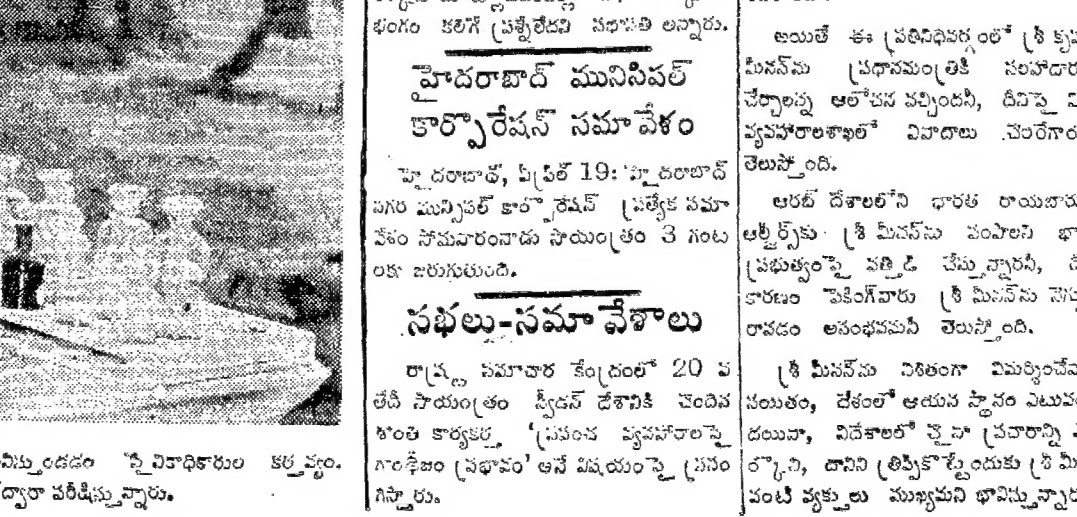 విస్తుండడం సైనికాధికారుల కర్తవ్యం.
ద్వారా పరీక్షిస్తున్నారు.
భంగం కలిగే ప్రశ్నేలేదని సభాపతి అన్నారు.
హైదరాబాద్ మునిసిపల్
కార్పొరేషన్ సమావేశం
హైదరాబాద్, ఏప్రిల్ 19: హైదరాబాద్
నగర మున్సిపల్ కార్పొరేషన్ ప్రత్యేక సమా
వేశం సోమవారంనాడు సాయంత్రం 3 గంట
లకు జరుగుతుంది.
సభలు-సమావేశాలు
రాష్ట్ర సమాచార కేంద్రంలో 20 వ
తేదీ సాయంత్రం స్వీడన్ దేశానికి చెందిన
శాంతి కార్యకర్త 'ప్రపంచ వ్యవహారాలపై
గాంధీజం ప్రభావం' అనే విషయంపై ప్రసం
గిస్తారు.
అయితే ఈ ప్రతినిధివర్గంలో శ్రీ కృష
మీనన్‌ను ప్రధానమంత్రికి సలహాదారు
చేర్చాలన్న ఆలోచన వచ్చిందనీ, దీనిపై వి
వ్యవహారాలశాఖలో వివాదాలు చెలరేగాయ
తెలుస్తోంది.
ఆరబ్ దేశాలలోని భారత రాయబారు
ఆల్జీర్స్‌కు శ్రీ మీనన్‌ను పంపాలని భా
ప్రభుత్వంపై వత్తిడి చేస్తున్నారనీ,
కారణం పెకింగ్‌వారు శ్రీ మీనన్‌ను
రావడం అసంభవమనీ తెలుస్తోంది.
శ్రీ మీనన్‌ను నిశితంగా విమర్శించేవ
సయితం, దేశంలో ఆయన స్థానం ఎటువం
దయినా, విదేశాలలో చైనా ప్రచారాన్ని
ర్కొని, దానిని త్రిప్పికొట్టేందుకు శ్రీ మీ
వంటి వ్యక్తులు ముఖ్యమని భావిస్తున్నార